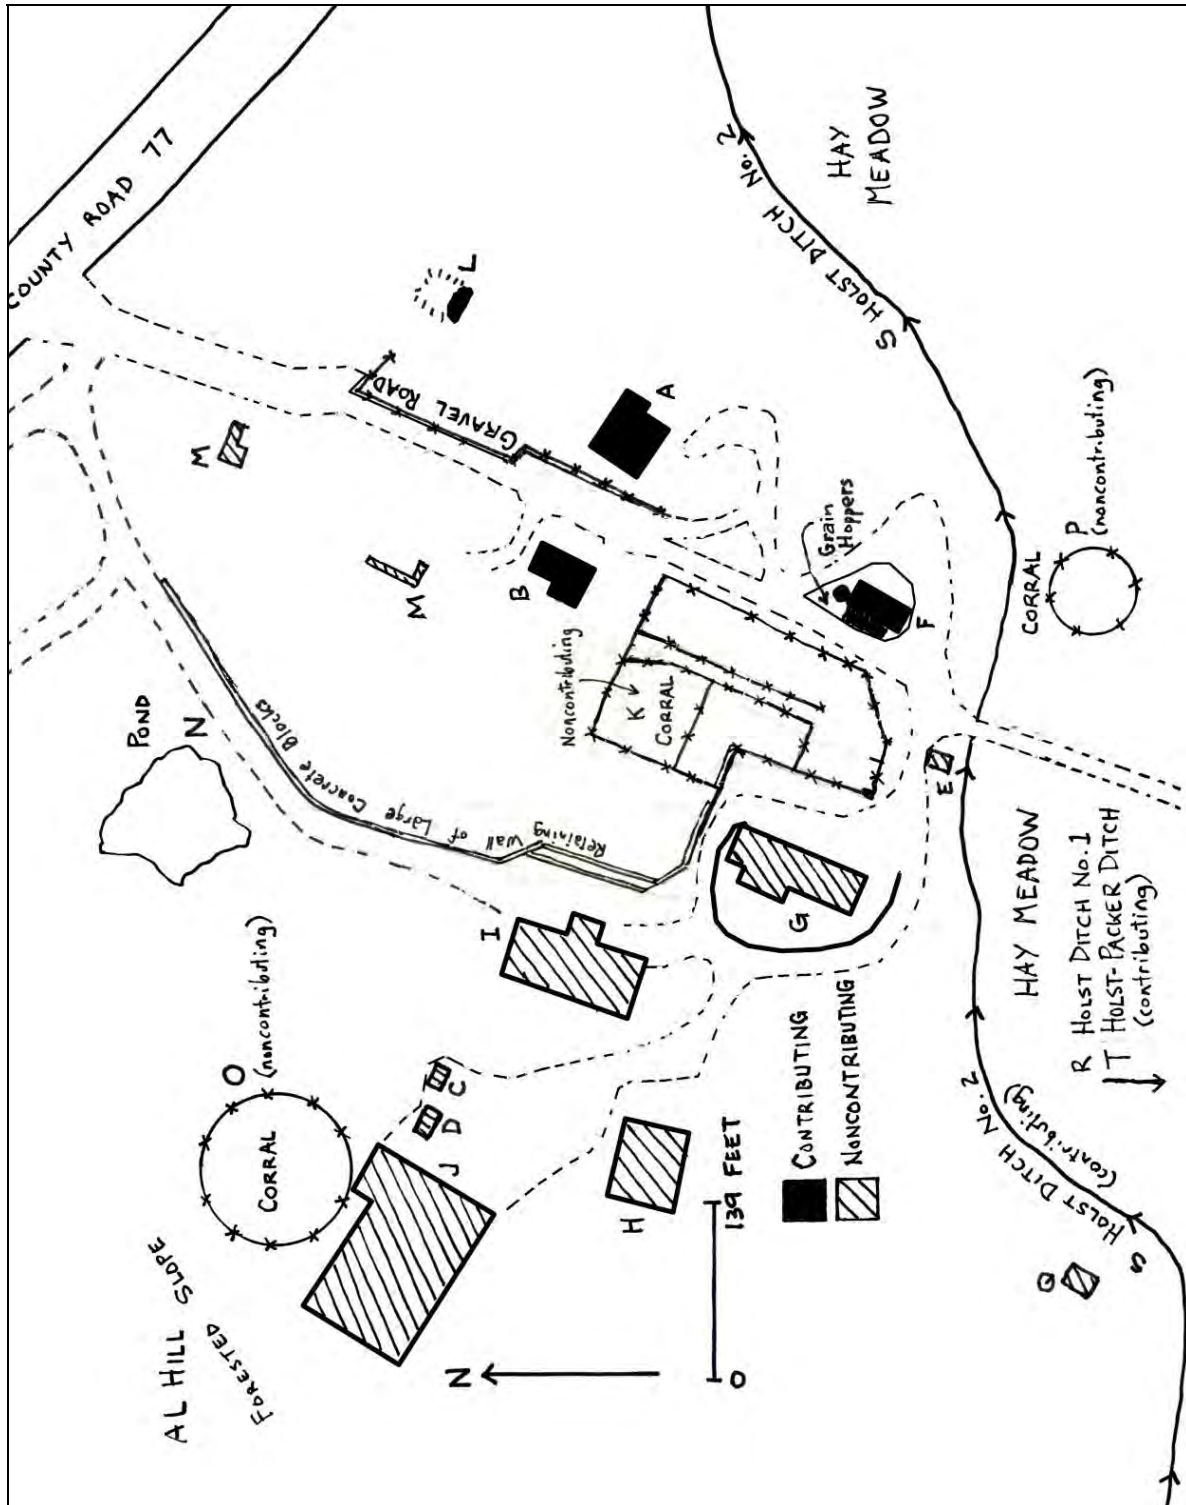 COUNTY ROAD 77
HAY
MEADOW
HOLST DITCH No. 2
S
L
A
GRAVEL ROAD
M
M
B
Grain
Hoppers
F
CORRAL
P
(noncontributing)
Noncontributing
K
CORRAL
E
POND
N
Retaining Wall of Large Concrete Blocks
G
I
HAY MEADOW
R HOLST DITCH No. 1
T HOLST-PACKER DITCH
(contributing)
O
(noncontributing)
CORRAL
C
D
J
H
CONTRIBUTING
NONCONTRIBUTING
0
139 FEET
N
HOLST DITCH No. 2
(contributing)
S
Q
AL HILL SLOPE
FORESTED